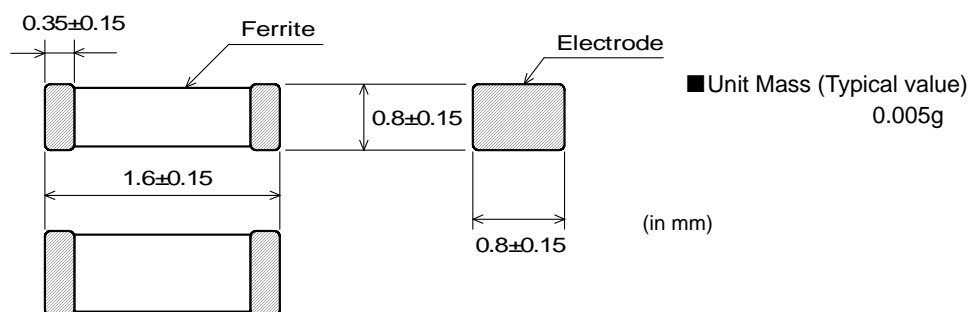 0.35±0.15
Ferrite
Electrode
■Unit Mass (Typical value)
0.005g
0.8±0.15
1.6±0.15
(in mm)
0.8±0.15